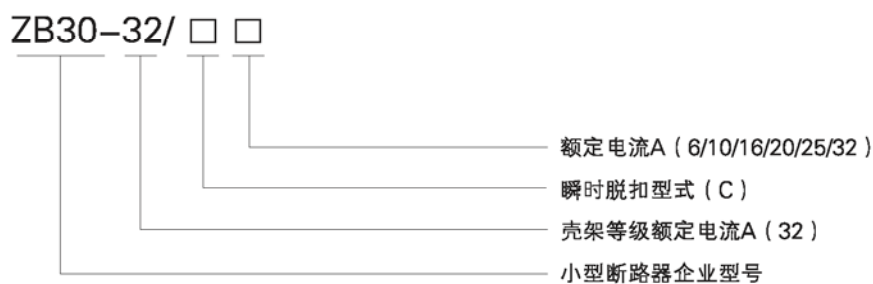 ZB30-32/□ □
额定电流A（6/10/16/20/25/32）
瞬时脱扣型式（C）
壳架等级额定电流A（32）
小型断路器企业型号